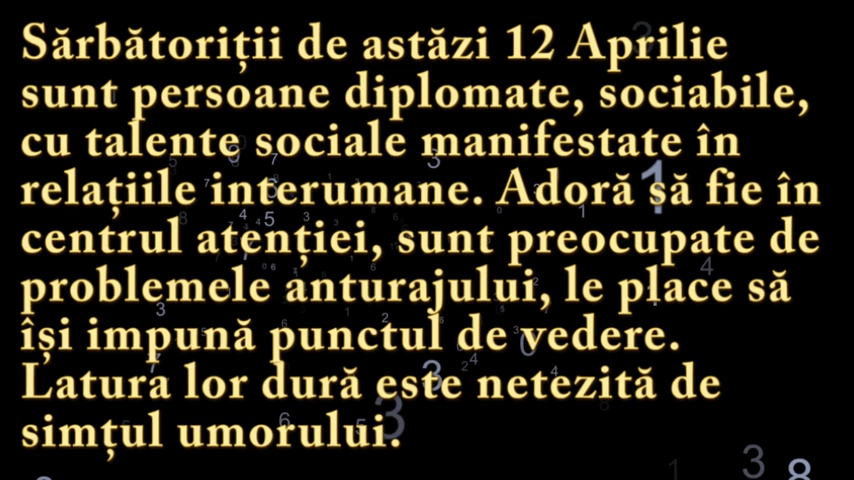 Sărbătoriții de astăzi 12 Aprilie
sunt persoane diplomate, sociabile,
cu talente sociale manifestate în
relațiile interumane. Adoră să fie în
centrul atenției, sunt preocupate de
problemele anturajului, le place să
își impună punctul de vedere.
Latura lor dură este netezită de
simțul umorului.